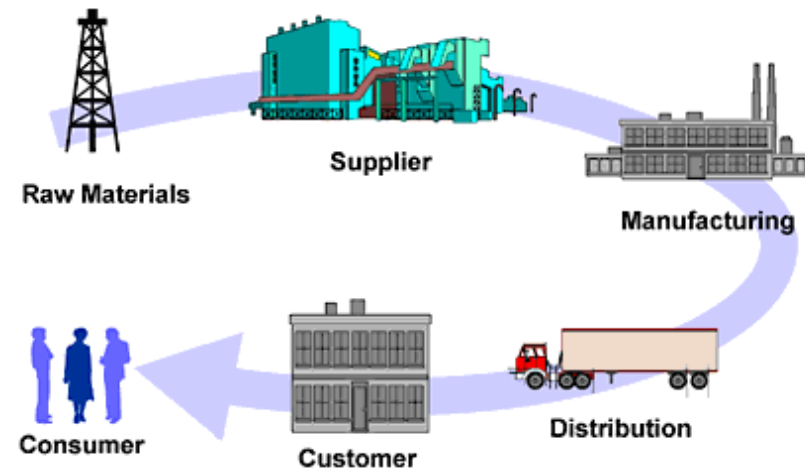 Raw Materials
Supplier
Manufacturing
Distribution
Customer
Consumer